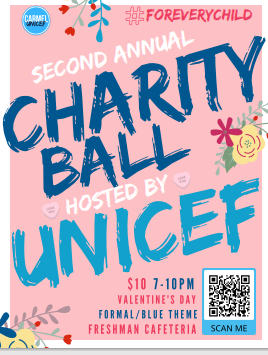 CARMEL
UNICEF
#FOREVERYCHILD
SECOND ANNUAL
CHARITY
BALL
HOSTED BY
UNICEF
$10 7-10PM
VALENTINE'S DAY
FORMAL/BLUE THEME
FRESHMAN CAFETERIA
SCAN ME